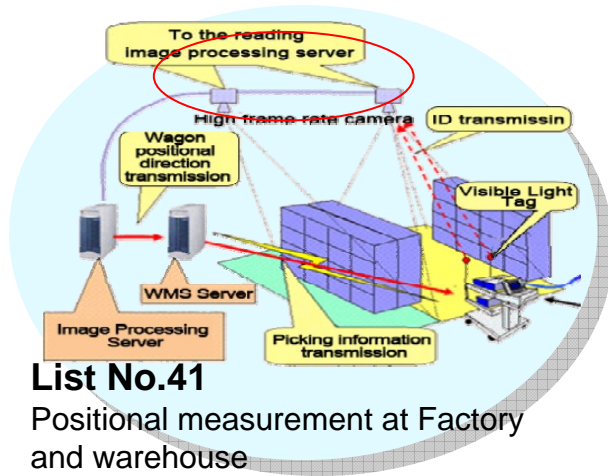 To the reading
image processing server
High frame rate camera
ID transmissin
Wagon
positional
direction
transmission
Visible Light
Tag
WMS Server
Image Processing
Server
Picking information
transmission
List No.41
Positional measurement at Factory
and warehouse